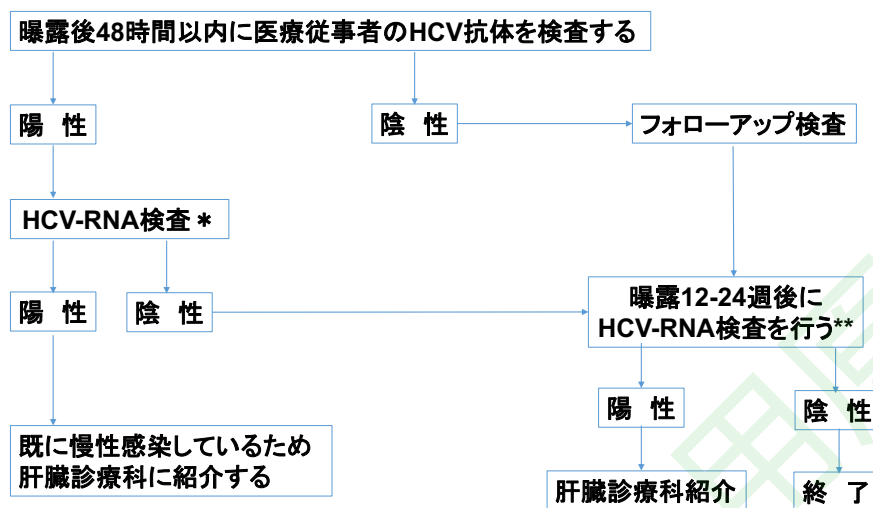 曝露後48時間以内に医療従事者のHCV抗体を検査する
陽 性
陰 性
フォローアップ検査
HCV-RNA検査＊
陽 性
陰 性
曝露12-24週後に
HCV-RNA検査を行う**
陽 性
陰 性
既に慢性感染しているため
肝臓診療科に紹介する
肝臓診療科紹介
終 了